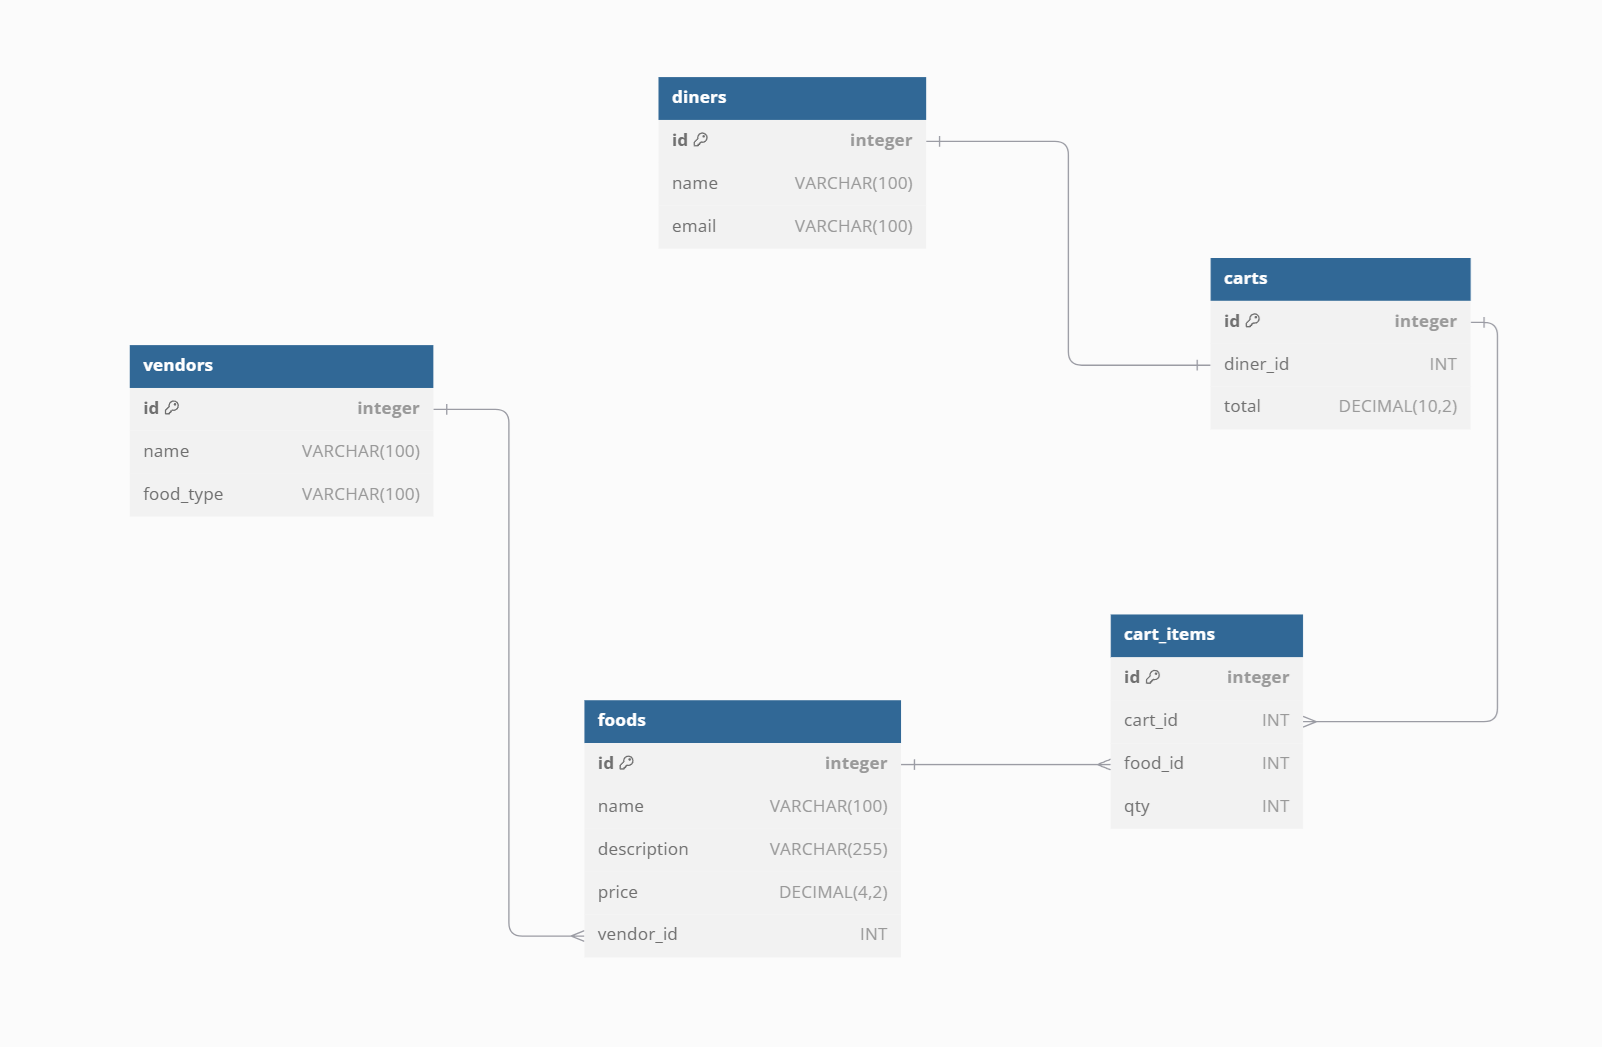 diners
id integer
name VARCHAR(100)
email VARCHAR(100)
carts
id integer
diner_id INT
total DECIMAL(10,2)
vendors
id integer
name VARCHAR(100)
food_type VARCHAR(100)
cart_items
id integer
cart_id INT
food_id INT
qty INT
foods
id integer
name VARCHAR(100)
description VARCHAR(255)
price DECIMAL(4,2)
vendor_id INT